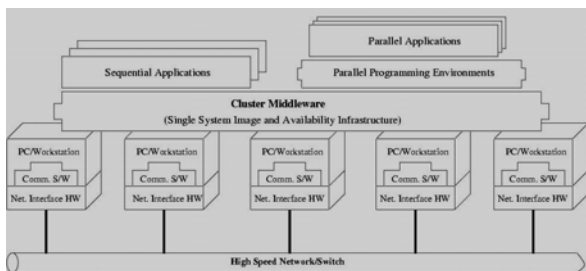 Parallel Applications
Sequential Applications
Parallel Programming Environments
Cluster Middleware
(Single System Image and Availability Infrastructure)
PC/Workstation
PC/Workstation
PC/Workstation
PC/Workstation
PC/Workstation
Comm. S/W
Comm. S/W
Comm. S/W
Comm. S/W
Comm. S/W
Net. Interface HW
Net. Interface HW
Net. Interface HW
Net. Interface HW
Net. Interface HW
High Speed Network/Switch